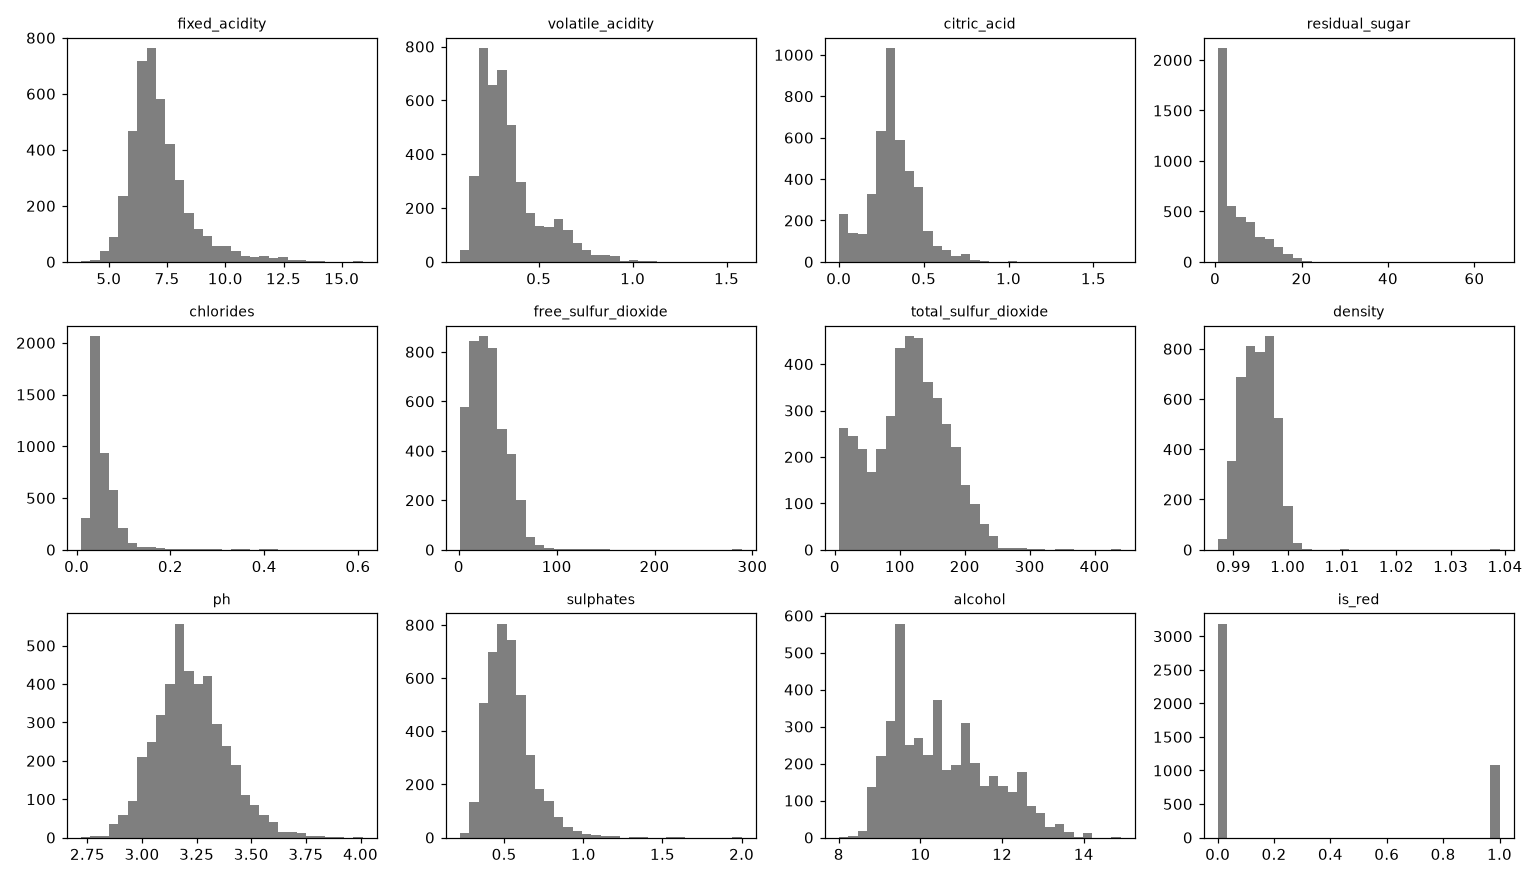 fixed_acidity
800
600
400
200
0
5.0 7.5 10.0 12.5 15.0
volatile_acidity
800
600
400
200
0
0.5 1.0 1.5
citric_acid
1000
800
600
400
200
0
0.0 0.5 1.0 1.5
residual_sugar
2000
1500
1000
500
0
0 20 40 60
chlorides
2000
1500
1000
500
0
0.0 0.2 0.4 0.6
free_sulfur_dioxide
800
600
400
200
0
0 100 200 300
total_sulfur_dioxide
400
300
200
100
0
0 100 200 300 400
density
800
600
400
200
0
0.99 1.00 1.01 1.02 1.03 1.04
ph
500
400
300
200
100
0
2.75 3.00 3.25 3.50 3.75 4.00
sulphates
800
600
400
200
0
0.5 1.0 1.5 2.0
alcohol
600
500
400
300
200
100
0
8 10 12 14
is_red
3000
2500
2000
1500
1000
500
0
0.0 0.2 0.4 0.6 0.8 1.0